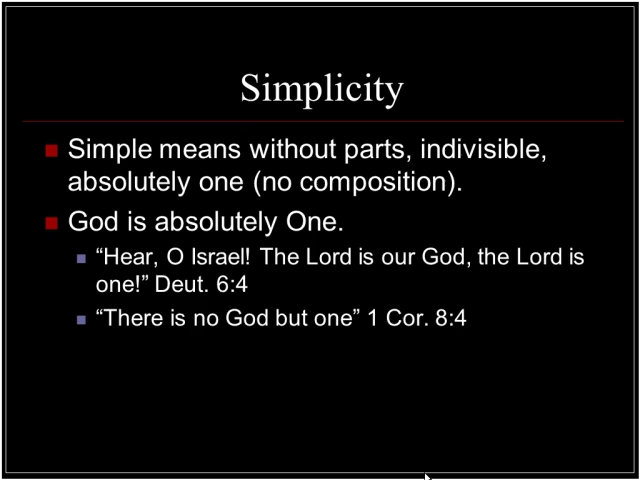 Simplicity
Simple means without parts, indivisible,
absolutely one (no composition).
God is absolutely One.
“Hear, O Israel!  The Lord is our God, the Lord is
one!” Deut. 6:4
“There is no God but one” 1 Cor. 8:4